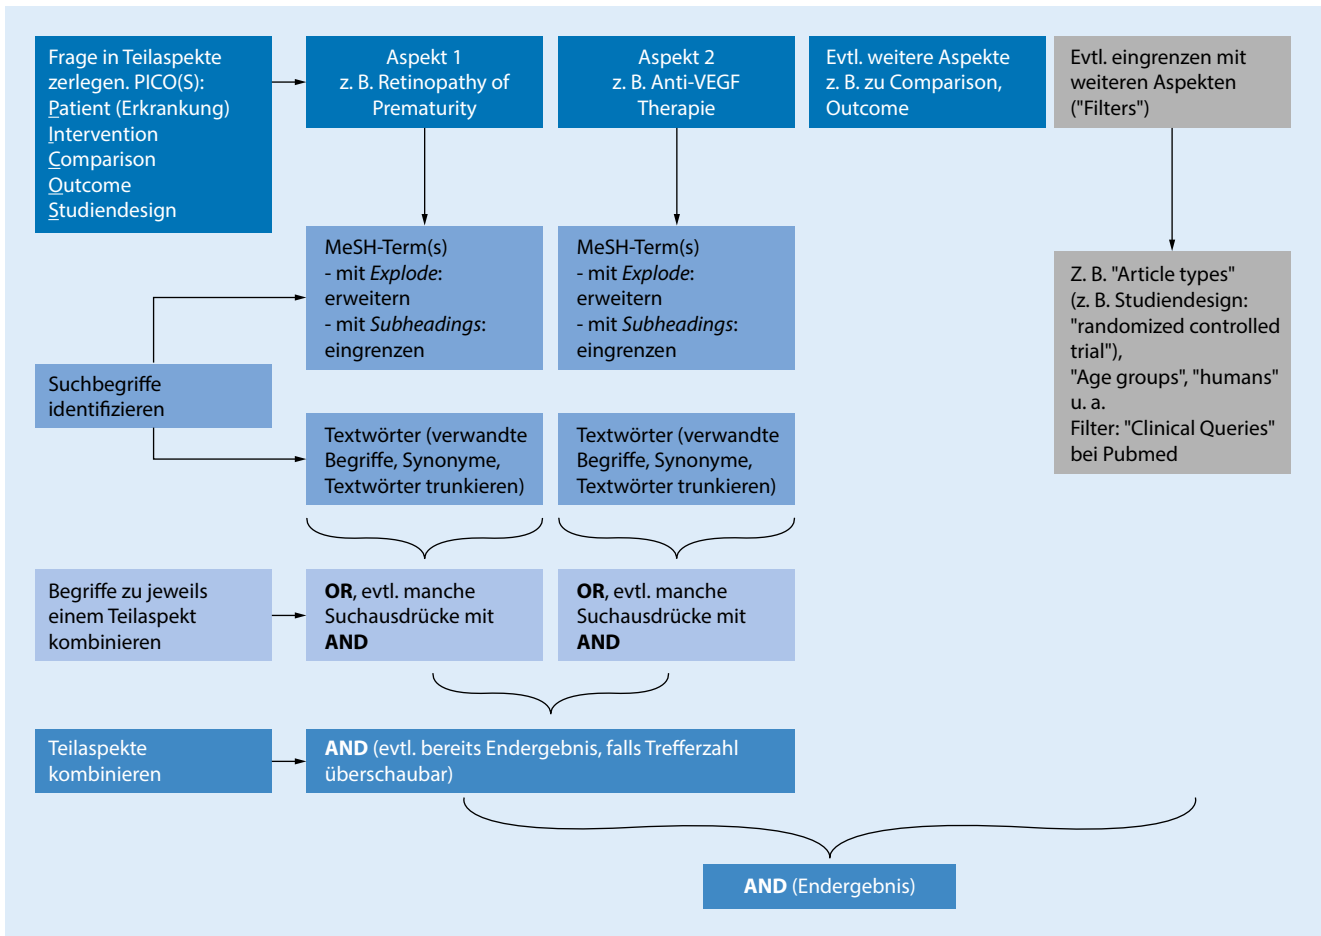 Frage in Teilaspekte
zerlegen. PICO(S):
Patient (Erkrankung)
Intervention
Comparison
Outcome
Studiendesign
Aspekt 1
z. B. Retinopathy of
Prematurity
Aspekt 2
z. B. Anti-VEGF
Therapie
Evtl. weitere Aspekte
z. B. zu Comparison,
Outcome
Evtl. eingrenzen mit
weiteren Aspekten
("Filters")
Suchbegriffe
identifizieren
MeSH-Term(s)
- mit Explode:
erweitern
- mit Subheadings:
eingrenzen
MeSH-Term(s)
- mit Explode:
erweitern
- mit Subheadings:
eingrenzen
Z. B. "Article types"
(z. B. Studiendesign:
"randomized controlled
trial"),
"Age groups", "humans"
u. a.
Filter: "Clinical Queries"
bei Pubmed
Textwörter (verwandte
Begriffe, Synonyme,
Textwörter trunkieren)
Textwörter (verwandte
Begriffe, Synonyme,
Textwörter trunkieren)
Begriffe zu jeweils
einem Teilaspekt
kombinieren
OR, evtl. manche
Suchausdrücke mit
AND
OR, evtl. manche
Suchausdrücke mit
AND
Teilaspekte
kombinieren
AND (evtl. bereits Endergebnis, falls Trefferzahl
überschaubar)
AND (Endergebnis)